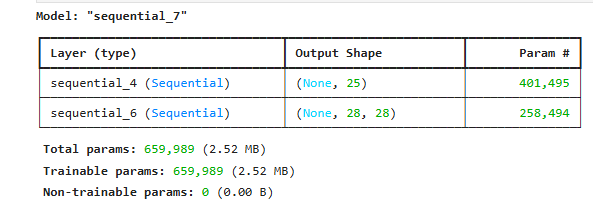 Model: "sequential_7"
Layer (type) Output Shape Param #
sequential_4 (Sequential) (None, 25) 401,495
sequential_6 (Sequential) (None, 28, 28) 258,494
Total params: 659,989 (2.52 MB)
Trainable params: 659,989 (2.52 MB)
Non-trainable params: 0 (0.00 B)